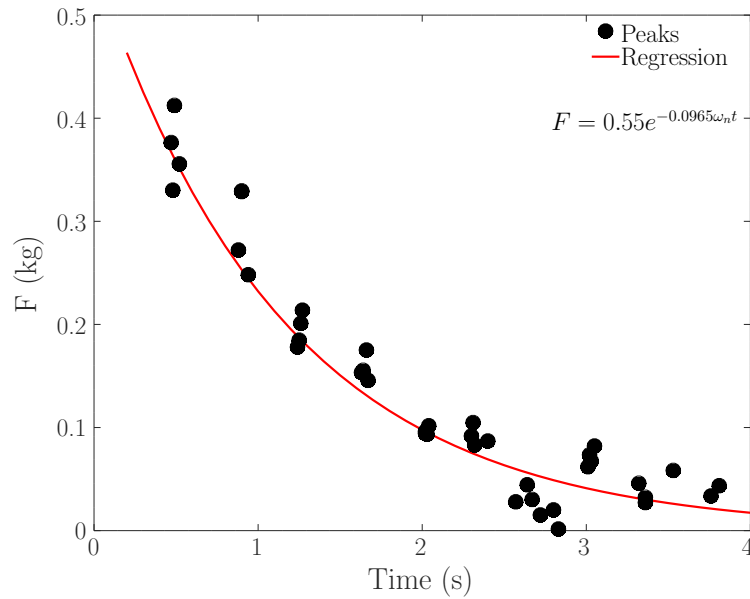 0.5
Peaks
Regression
F = 0.55e^{-0.0965ω_n t}
0.4
0.3
F (kg)
0.2
0.1
0
0 1 2 3 4
Time (s)